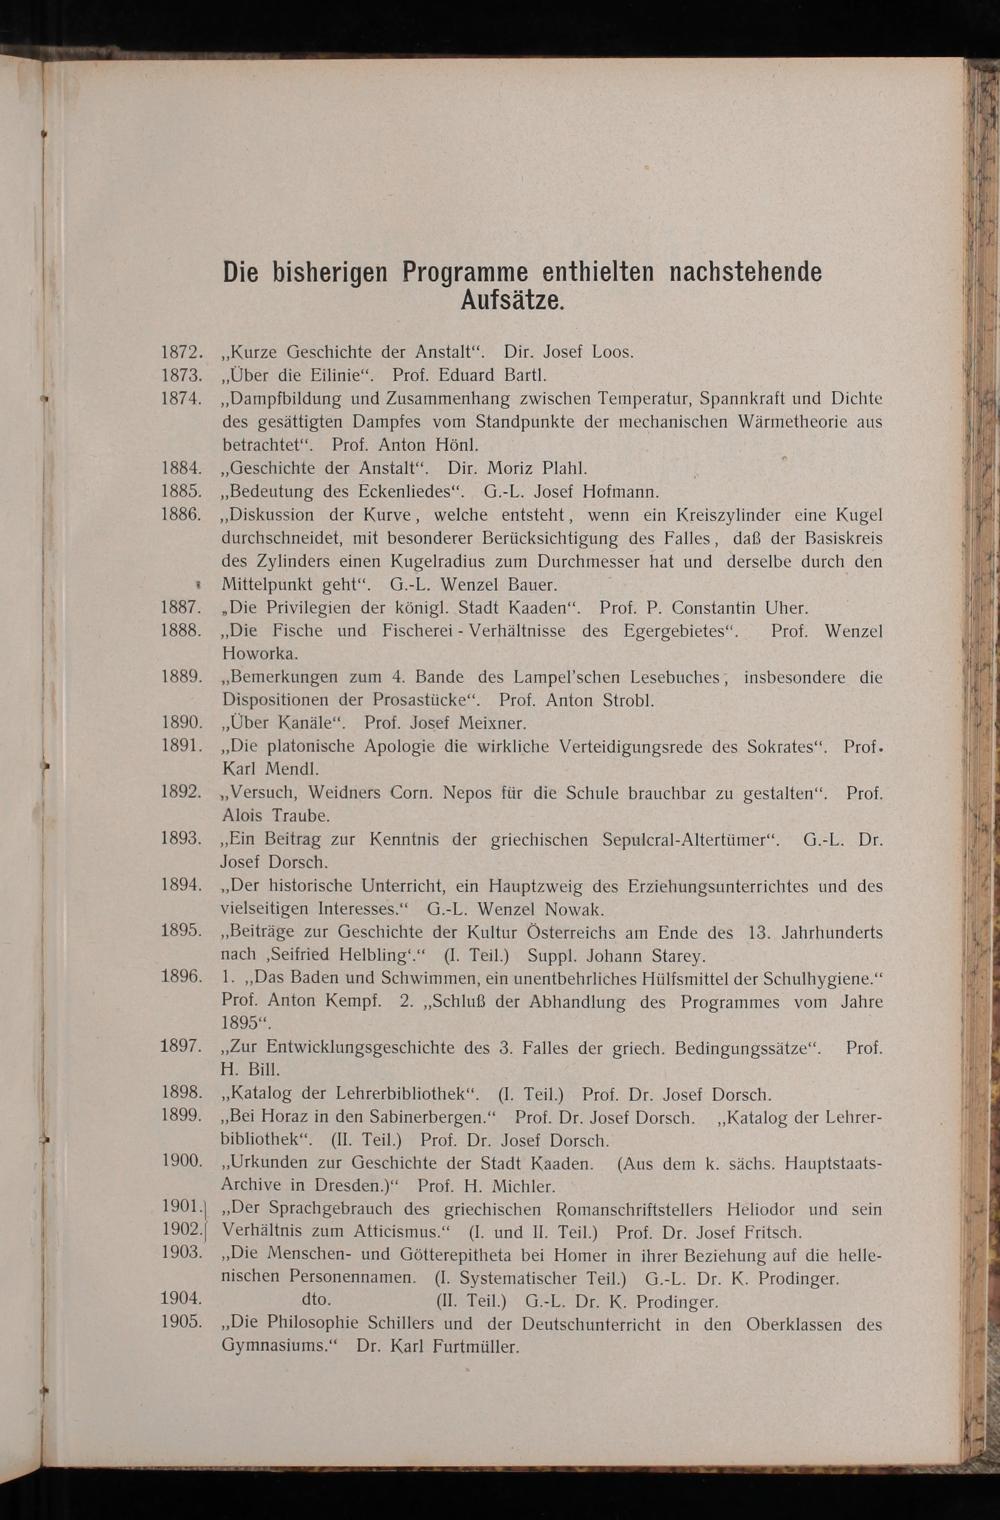 Die bisherigen Programme enthielten nachstehende
Aufsätze.
1872. „Kurze Geschichte der Anstalt“. Dir. Josef Loos.
1873. „Über die Eilinie“. Prof. Eduard Bartl.
1874. „Dampfbildung und Zusammenhang zwischen Temperatur, Spannkraft und Dichte
des gesättigten Dampfes vom Standpunkte der mechanischen Wärmetheorie aus
betrachtet“. Prof. Anton Hönl.
1884. „Geschichte der Anstalt“. Dir. Moriz Plahl.
1885. „Bedeutung des Eckenliedes“. G.-L. Josef Hofmann.
1886. „Diskussion der Kurve, welche entsteht, wenn ein Kreiszylinder eine Kugel
durchschneidet, mit besonderer Berücksichtigung des Falles, daß der Basiskreis
des Zylinders einen Kugelradius zum Durchmesser hat und derselbe durch den
Mittelpunkt geht“. G.-L. Wenzel Bauer.
1887. „Die Privilegien der königl. Stadt Kaaden“. Prof. P. Constantin Uher.
1888. „Die Fische und Fischerei-Verhältnisse des Egergebietes“. Prof. Wenzel
Howorka.
1889. „Bemerkungen zum 4. Bande des Lampel'schen Lesebuches, insbesondere die
Dispositionen der Prosastücke“. Prof. Anton Strobl.
1890. „Über Kanäle“. Prof. Josef Meixner.
1891. „Die platonische Apologie die wirkliche Verteidigungsrede des Sokrates“. Prof.
Karl Mendl.
1892. „Versuch, Weidners Corn. Nepos für die Schule brauchbar zu gestalten“. Prof.
Alois Traube.
1893. „Ein Beitrag zur Kenntnis der griechischen Sepulcral-Altertümer“. G.-L. Dr.
Josef Dorsch.
1894. „Der historische Unterricht, ein Hauptzweig des Erziehungsunterrichtes und des
vielseitigen Interesses.“ G.-L. Wenzel Nowak.
1895. „Beiträge zur Geschichte der Kultur Österreichs am Ende des 13. Jahrhunderts
nach ‚Seifried Helbling‘.“ (I. Teil.) Suppl. Johann Starey.
1896. 1. „Das Baden und Schwimmen, ein unentbehrliches Hülfsmittel der Schulhygiene.“
Prof. Anton Kempf. 2. „Schluß der Abhandlung des Programmes vom Jahre
1895“.
1897. „Zur Entwicklungsgeschichte des 3. Falles der griech. Bedingungssätze“. Prof.
H. Bill.
1898. „Katalog der Lehrerbibliothek“. (I. Teil.) Prof. Dr. Josef Dorsch.
1899. „Bei Horaz in den Sabinerbergen.“ Prof. Dr. Josef Dorsch. „Katalog der Lehrer-
bibliothek“. (II. Teil.) Prof. Dr. Josef Dorsch.
1900. „Urkunden zur Geschichte der Stadt Kaaden. (Aus dem k. sächs. Hauptstaats-
Archive in Dresden.)“ Prof. H. Michler.
1901. „Der Sprachgebrauch des griechischen Romanschriftstellers Heliodor und sein
1902. Verhältnis zum Atticismus.“ (I. und II. Teil.) Prof. Dr. Josef Fritsch.
1903. „Die Menschen- und Götterepitheta bei Homer in ihrer Beziehung auf die helle-
nischen Personennamen. (I. Systematischer Teil.) G.-L. Dr. K. Prodinger.
1904. dto. (II. Teil.) G.-L. Dr. K. Prodinger.
1905. „Die Philosophie Schillers und der Deutschunterricht in den Oberklassen des
Gymnasiums.“ Dr. Karl Furtmüller.